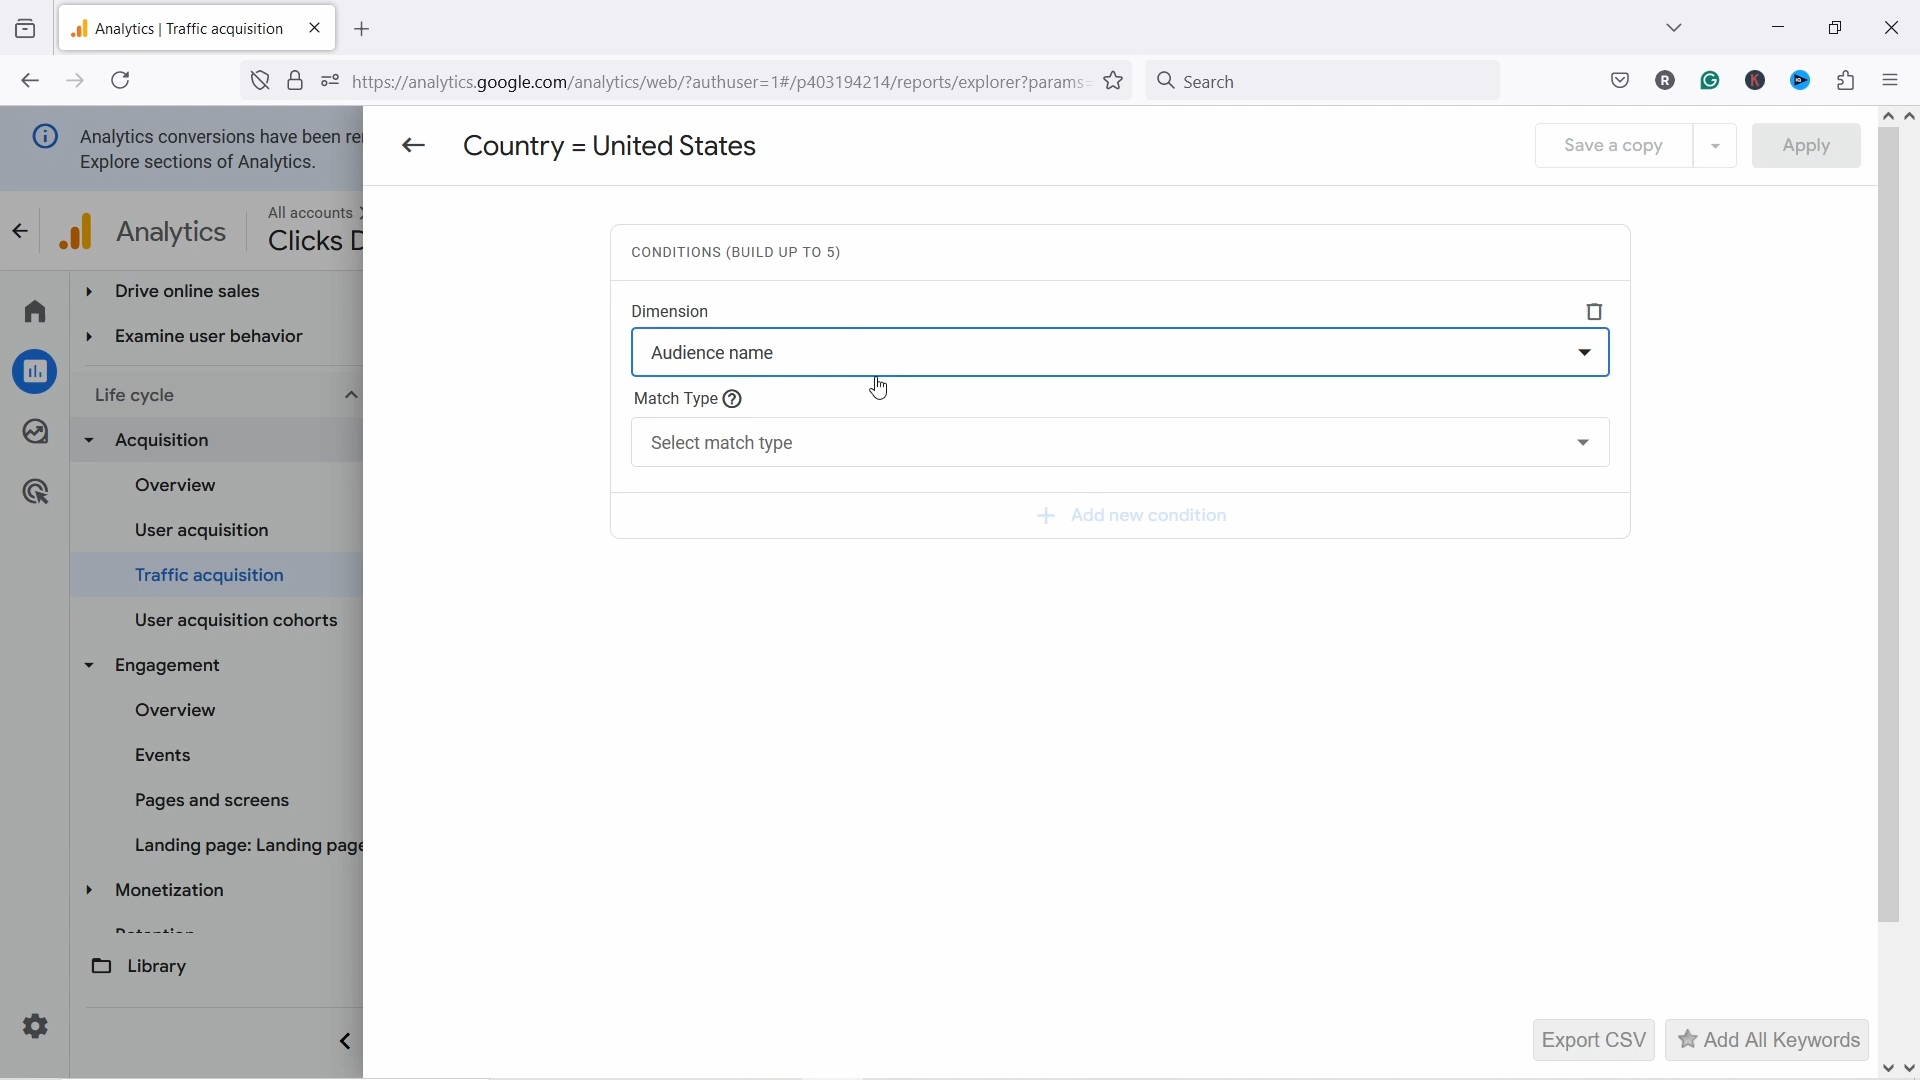 Analytics | Traffic acquisition
https://analytics.google.com/analytics/web/?authuser=1#/p403194214/reports/explorer?params=
Search
Analytics conversions have been re
Explore sections of Analytics.
Analytics
All accounts
Clicks D
Drive online sales
Examine user behavior
Life cycle
Acquisition
Overview
User acquisition
Traffic acquisition
User acquisition cohorts
Engagement
Overview
Events
Pages and screens
Landing page: Landing page
Monetization
Retention
Library
Country = United States
Save a copy
Apply
CONDITIONS (BUILD UP TO 5)
Dimension
Audience name
Match Type
Select match type
Add new condition
Export CSV
Add All Keywords